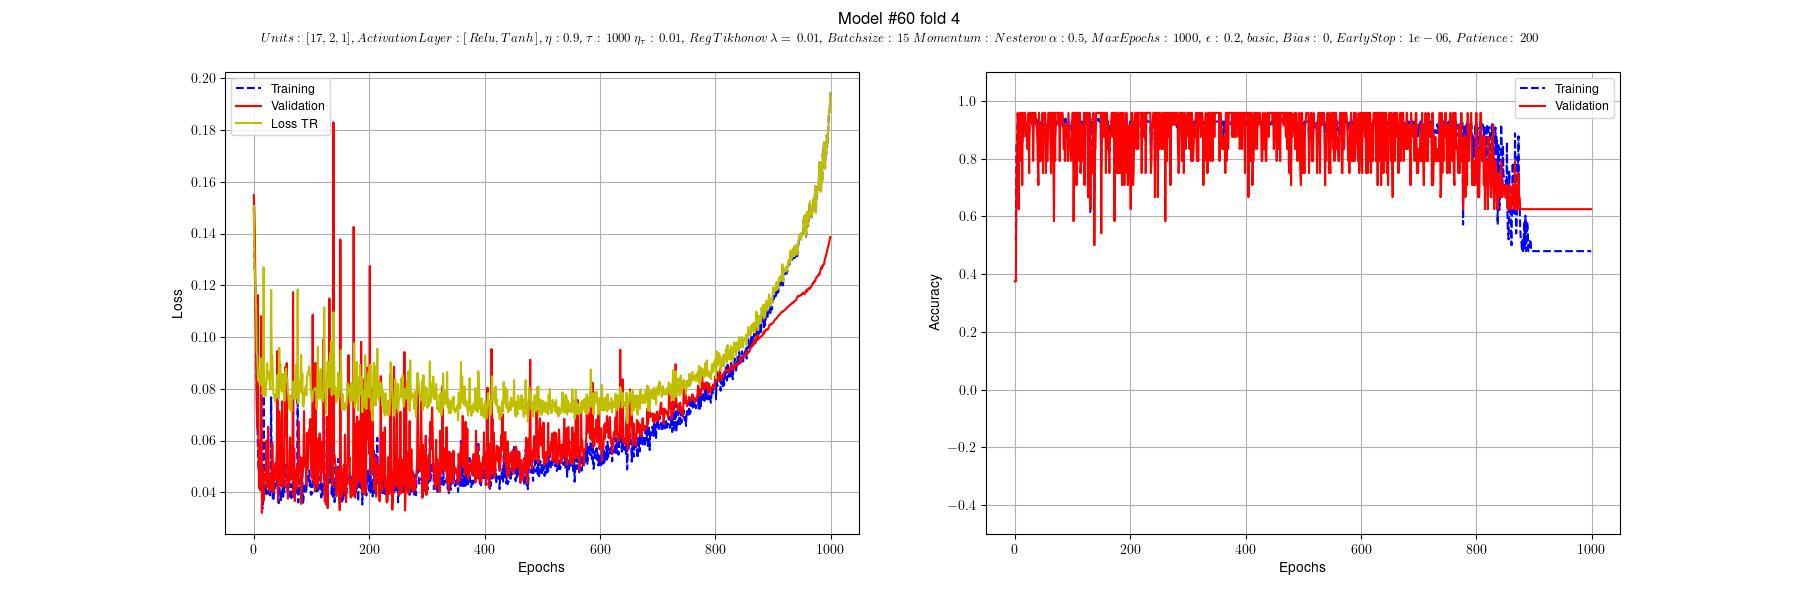 Model #60 fold 4
Units : [17, 2, 1], ActivationLayer : [ Relu, Tanh ], η : 0.9, τ : 1000 ητ : 0.01, Reg Tikhonov λ = 0.01, Batchsize : 15 Momentum : Nesterov α : 0.5, MaxEpochs : 1000, ϵ : 0.2, basic, Bias : 0, EarlyStop : 1e − 06, Patience : 200
Training
Validation
Loss TR
0.20
0.18
0.16
0.14
0.12
0.10
0.08
0.06
0.04
Loss
0 200 400 600 800 1000
Epochs
Training
Validation
1.0
0.8
0.6
0.4
0.2
0.0
−0.2
−0.4
Accuracy
0 200 400 600 800 1000
Epochs